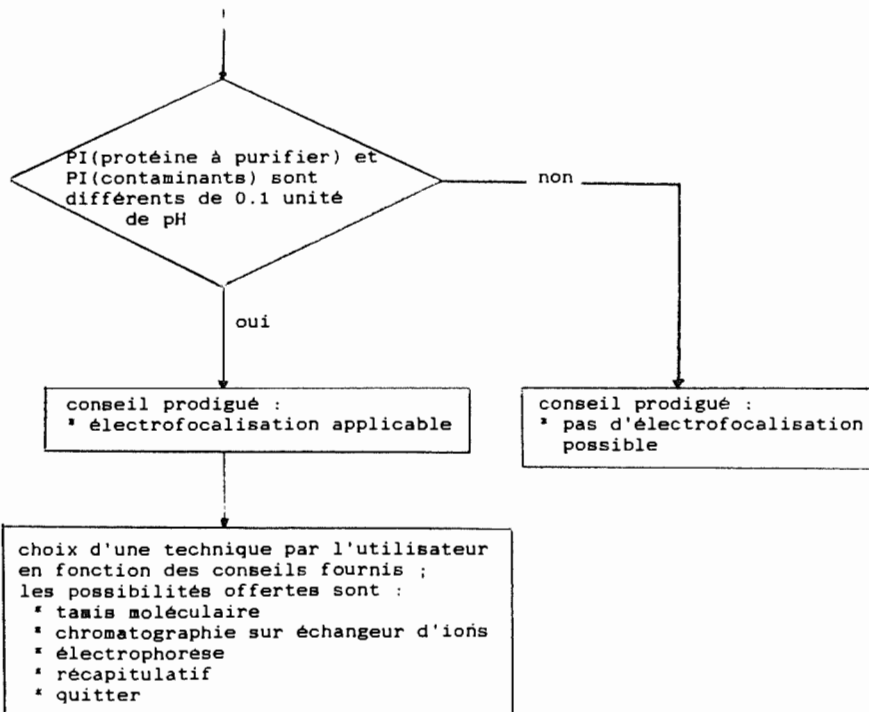 PI(protéine à purifier) et
PI(contaminants) sont
différents de 0.1 unité
de pH
non
oui
conseil prodigué :
* électrofocalisation applicable
conseil prodigué :
* pas d'électrofocalisation
possible
choix d'une technique par l'utilisateur
en fonction des conseils fournis ;
les possibilités offertes sont :
* tamis moléculaire
* chromatographie sur échangeur d'ions
* électrophorèse
* récapitulatif
* quitter